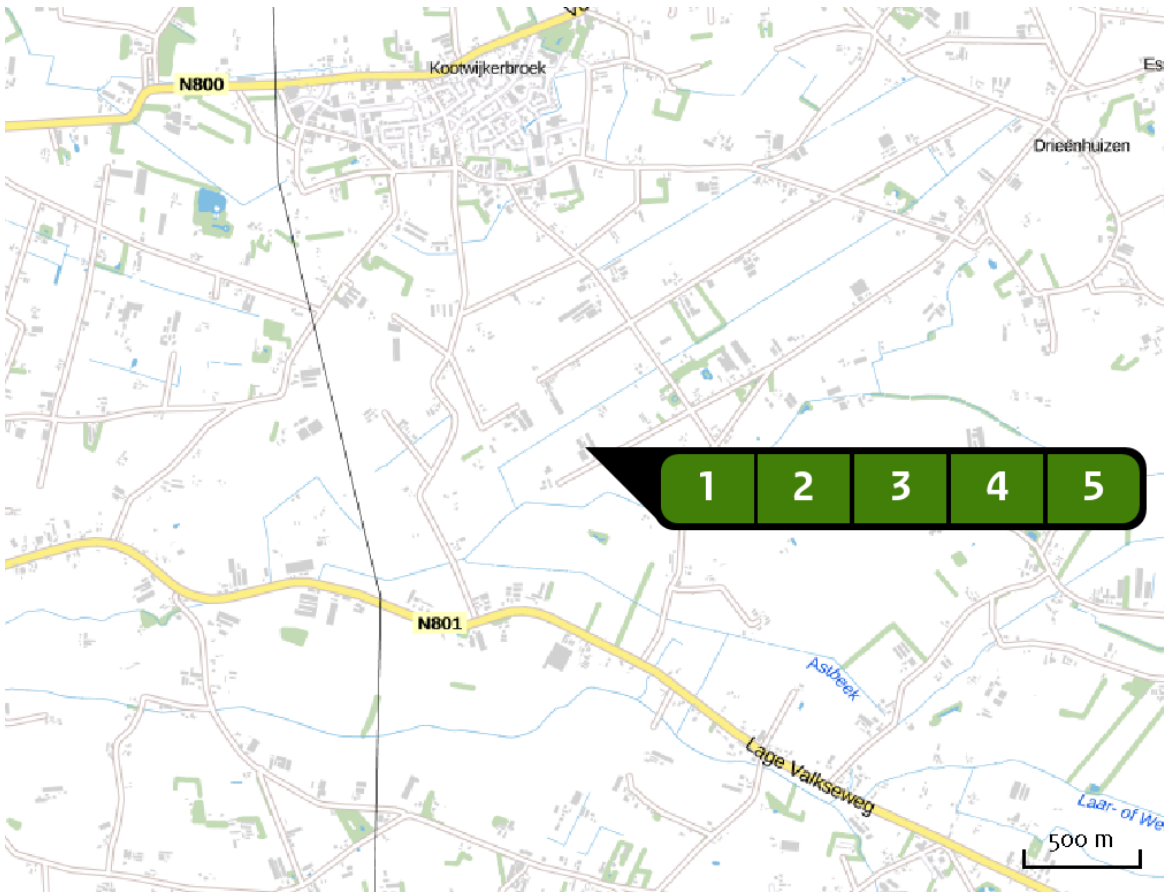 Kootwijkerbroek
N800
Drieënhuizen
1 2 3 4 5
N801
Astbeek
Lage Valkseweg
Laar- of We
500 m